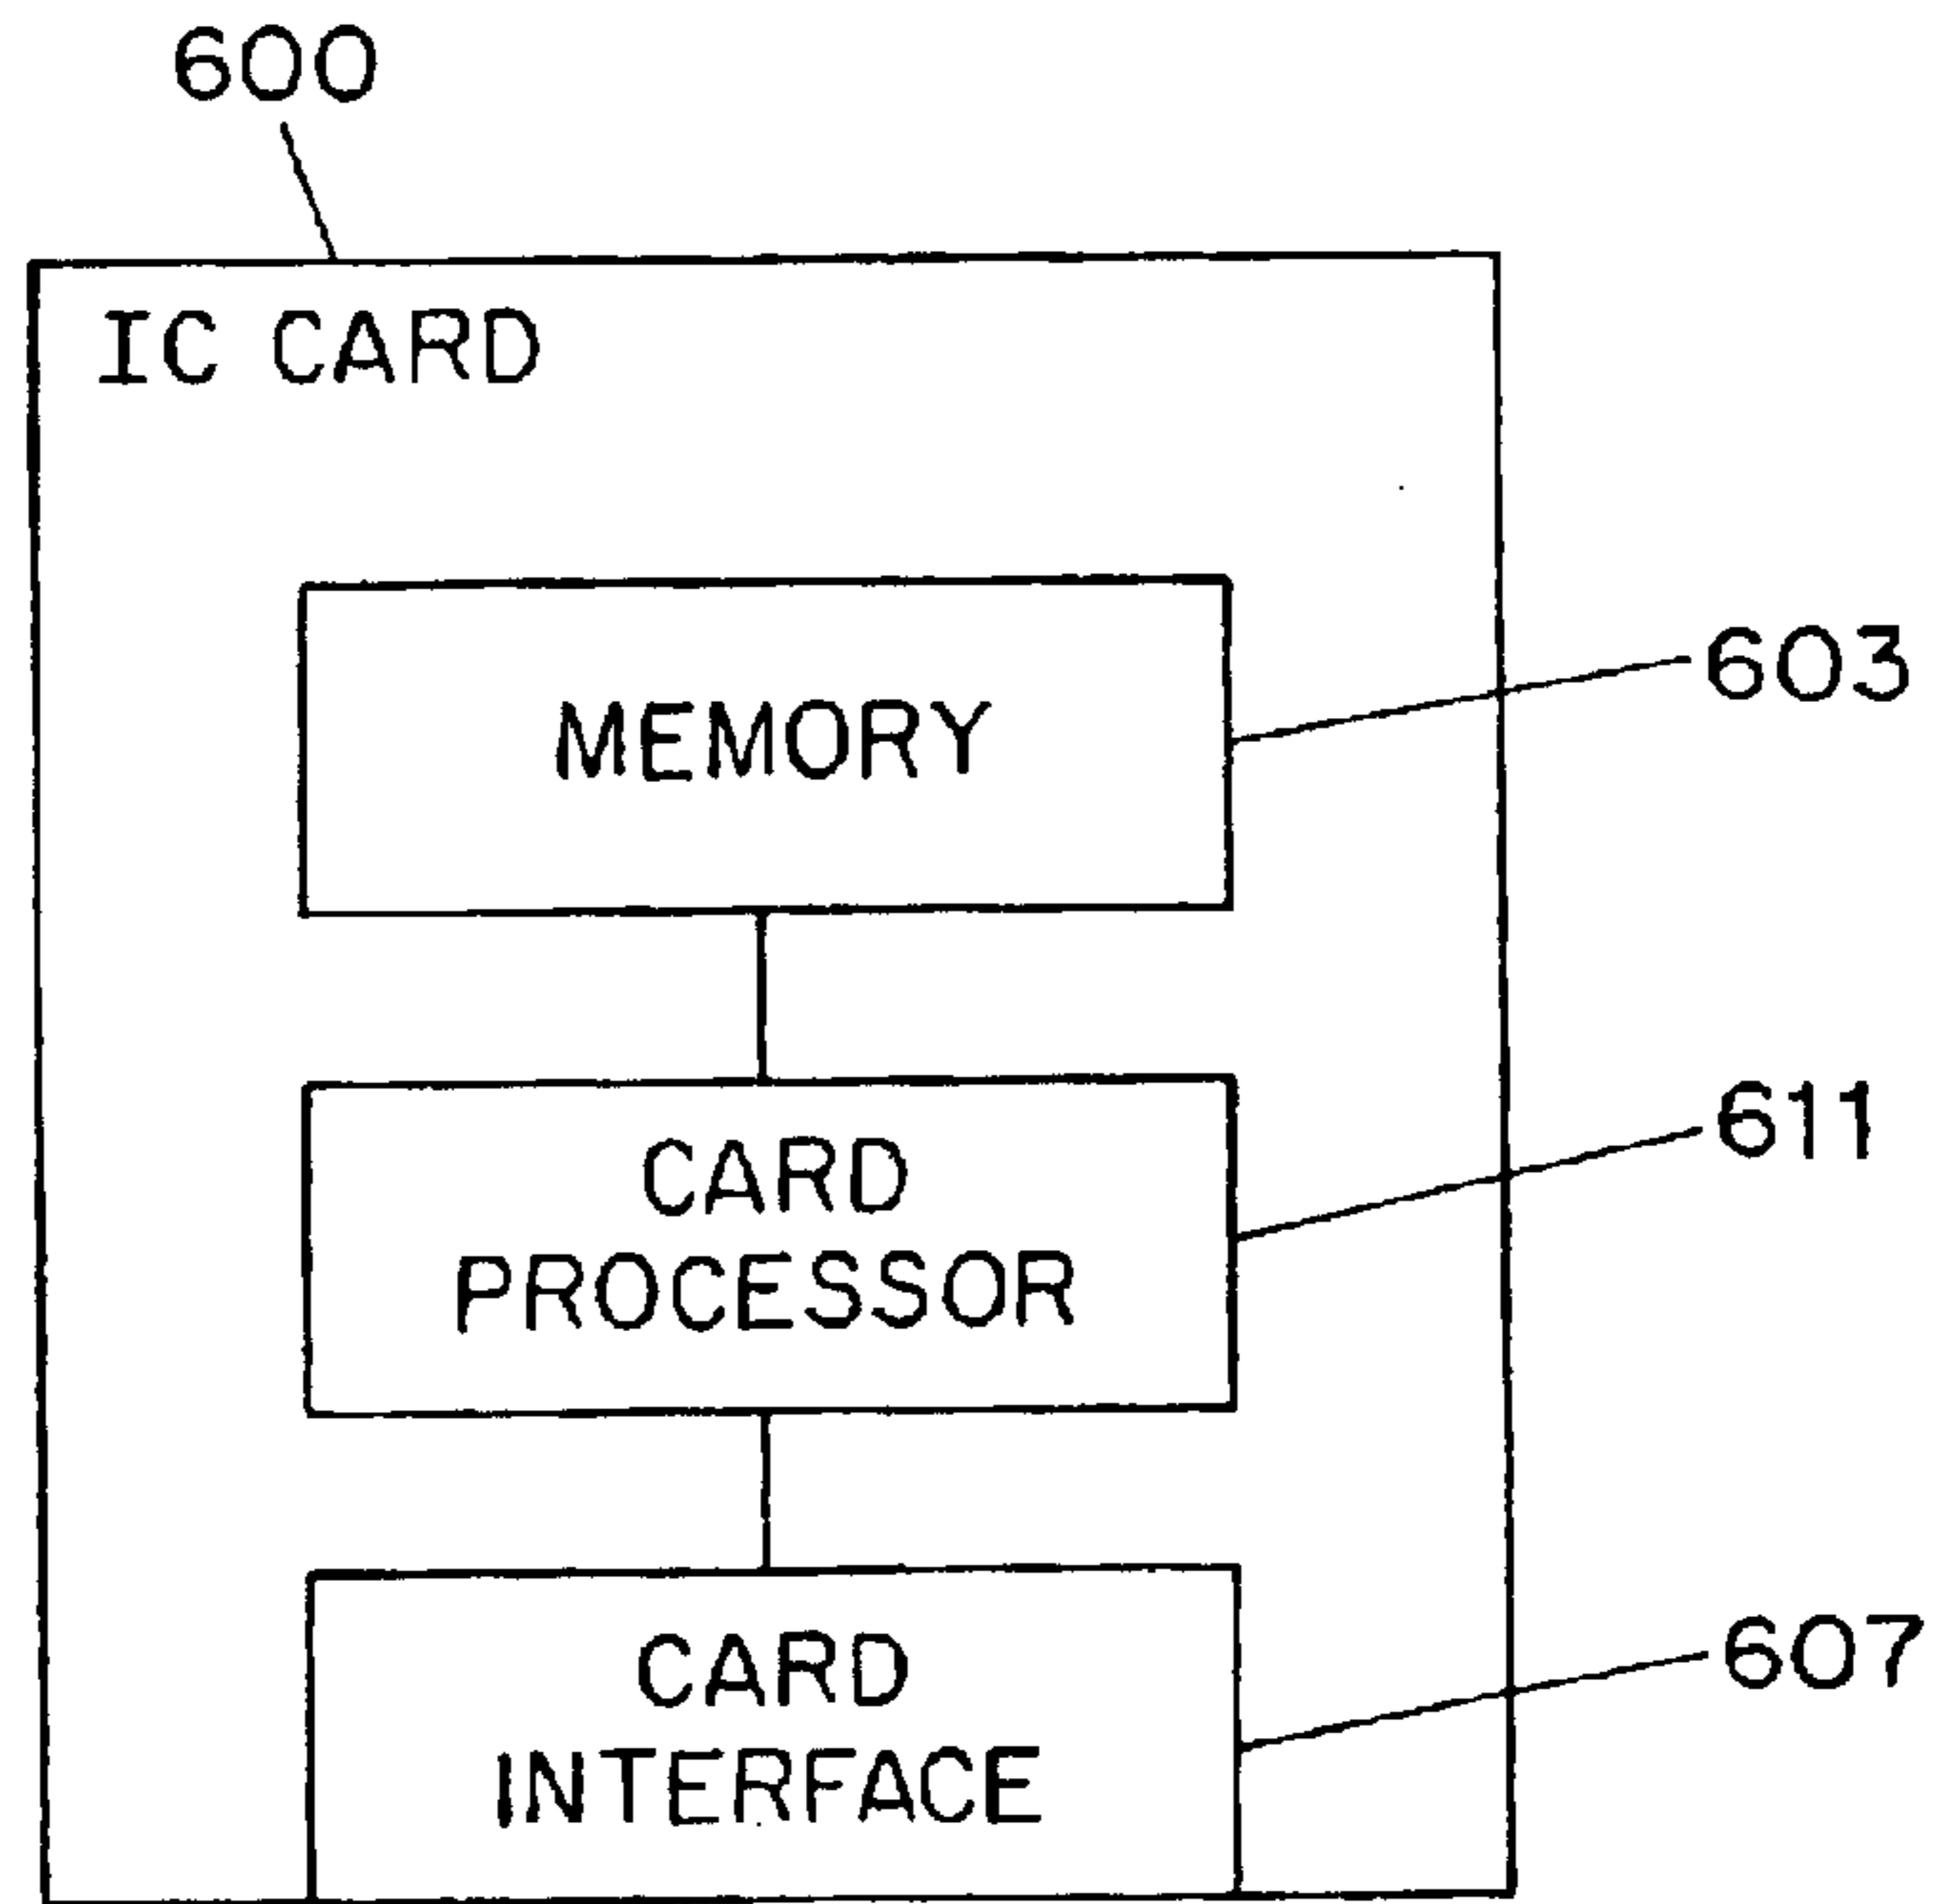 600
IC CARD
MEMORY
603
CARD
PROCESSOR
611
CARD
INTERFACE
607